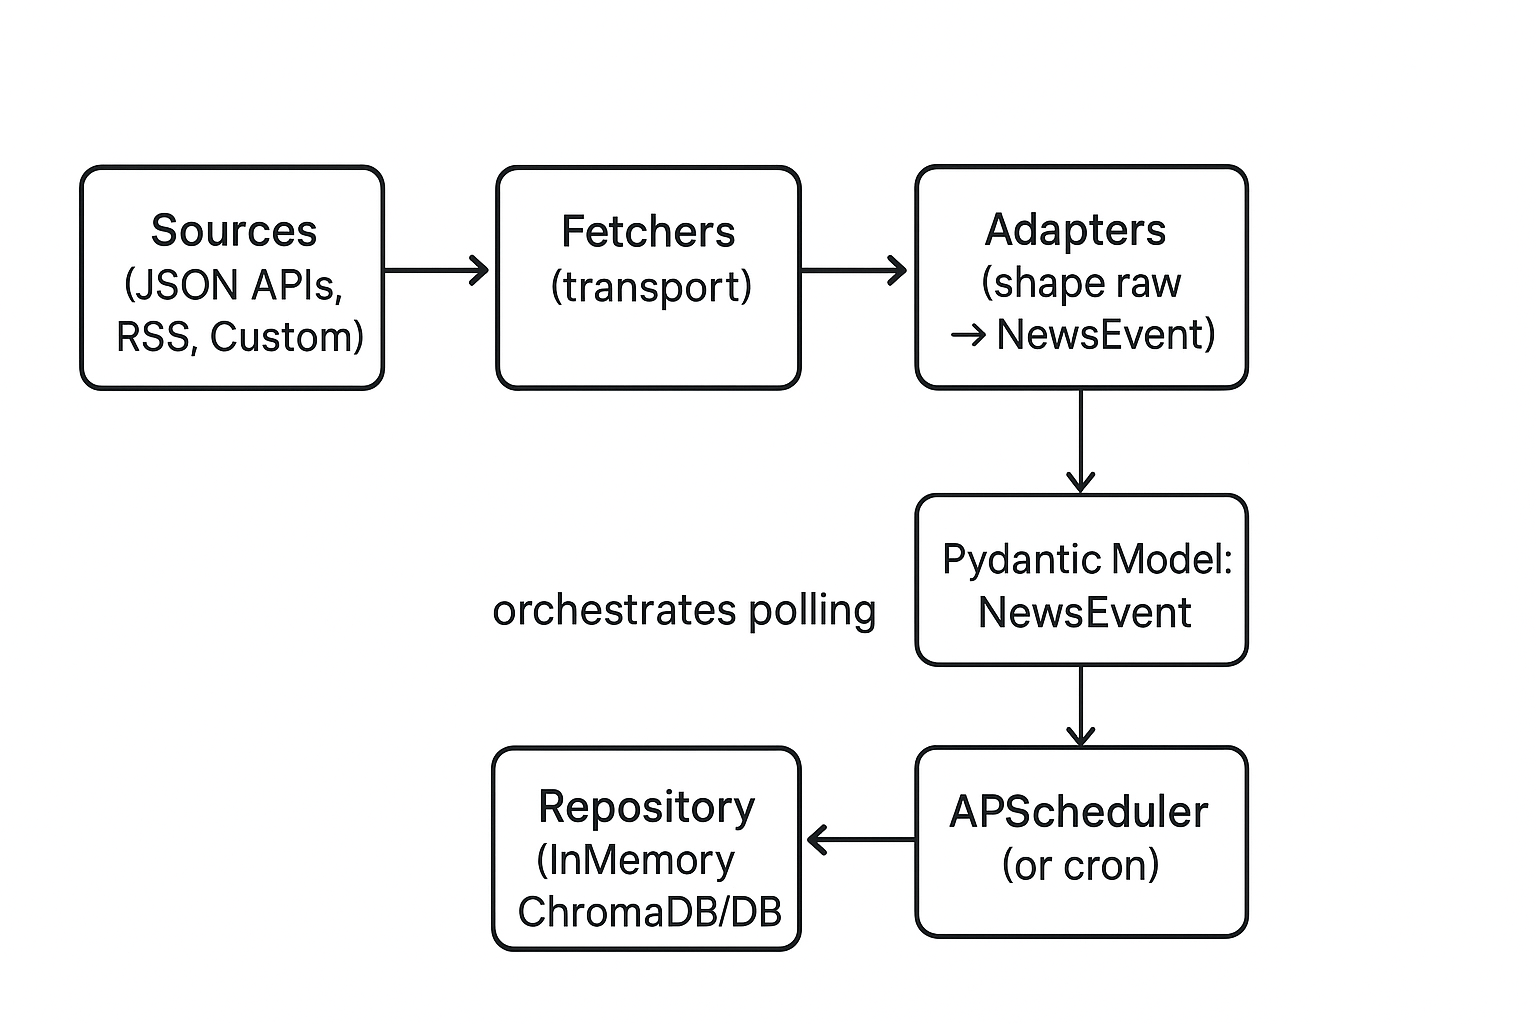 Sources
(JSON APIs,
RSS, Custom)
Fetchers
(transport)
Adapters
(shape raw
→ NewsEvent)
Pydantic Model:
NewsEvent
orchestrates polling
APScheduler
(or cron)
Repository
(InMemory
ChromaDB/DB